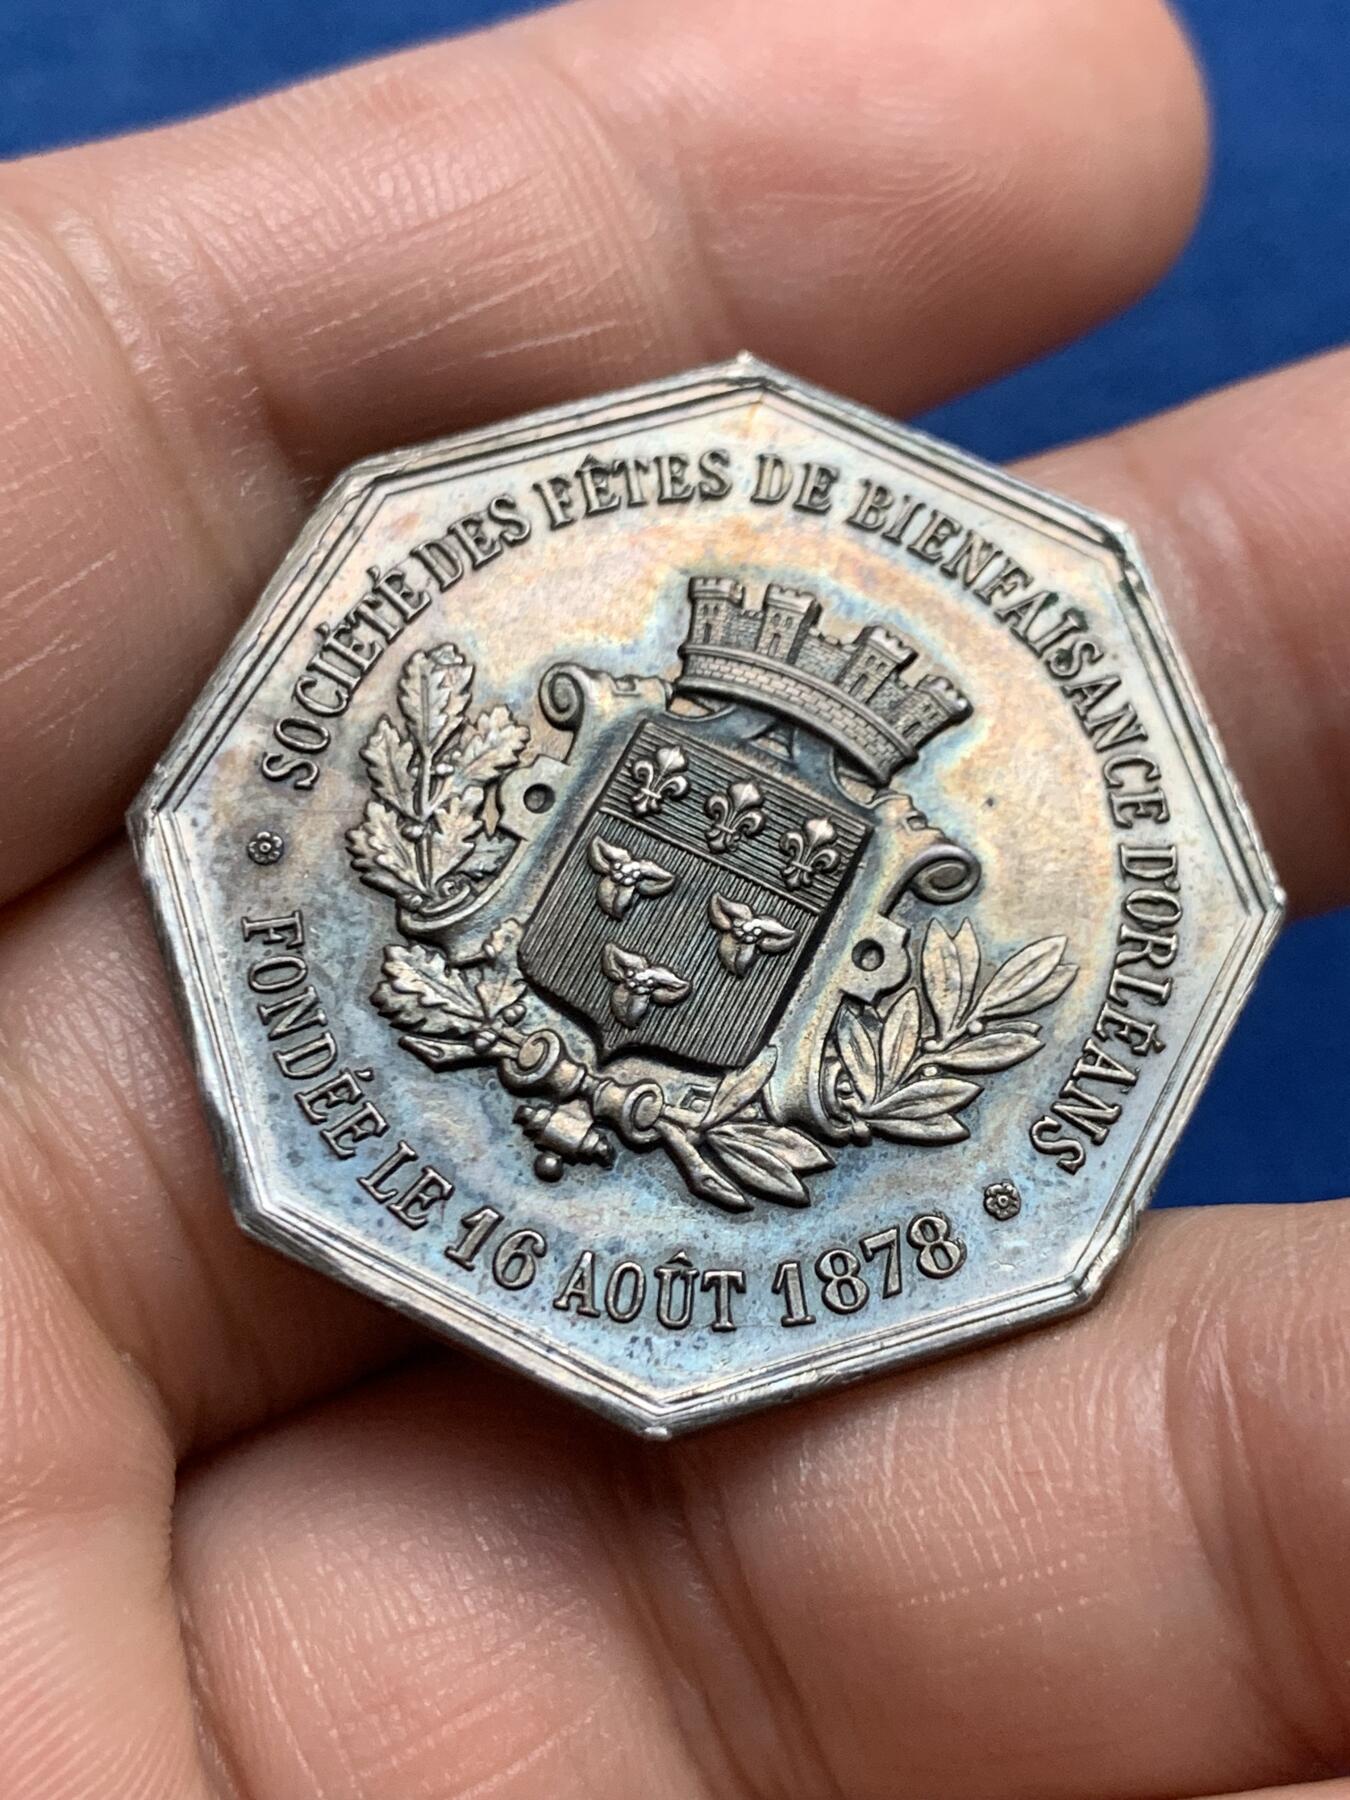 SOCIÉTÉ DES FÊTES DE BIENFAISANCE D'ORLÉANS
FONDÉE LE 16 AOÛT 1878